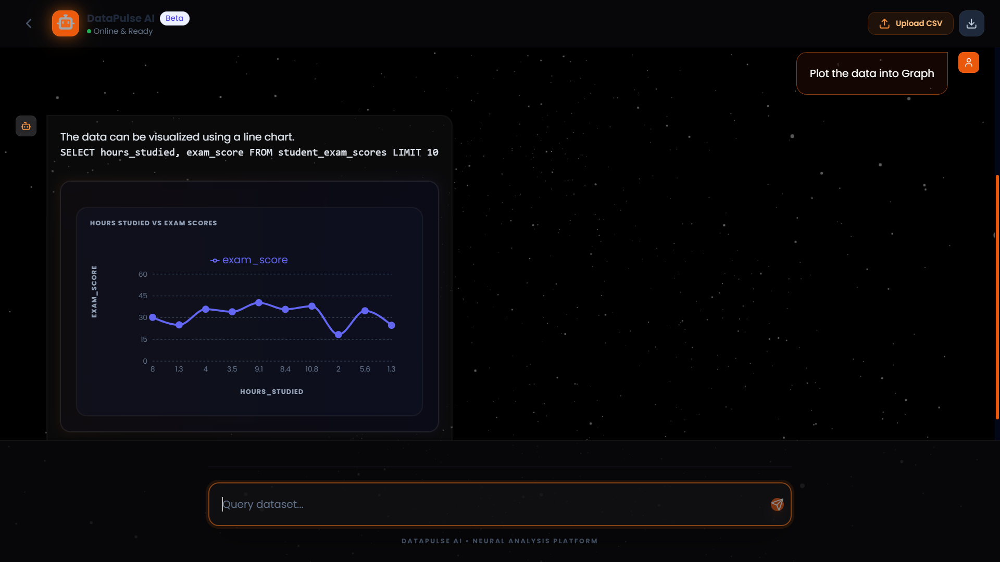 DataPulse AI
Beta
Online & Ready
Upload CSV
Plot the data into Graph
The data can be visualized using a line chart.
SELECT hours_studied, exam_score FROM student_exam_scores LIMIT 10
HOURS STUDIED VS EXAM SCORES
exam_score
EXAM_SCORE
60
45
30
15
0
8 1.3 4 3.5 9.1 8.4 10.8 2 5.6 1.3
HOURS_STUDIED
Query dataset...
DATAPULSE AI • NEURAL ANALYSIS PLATFORM